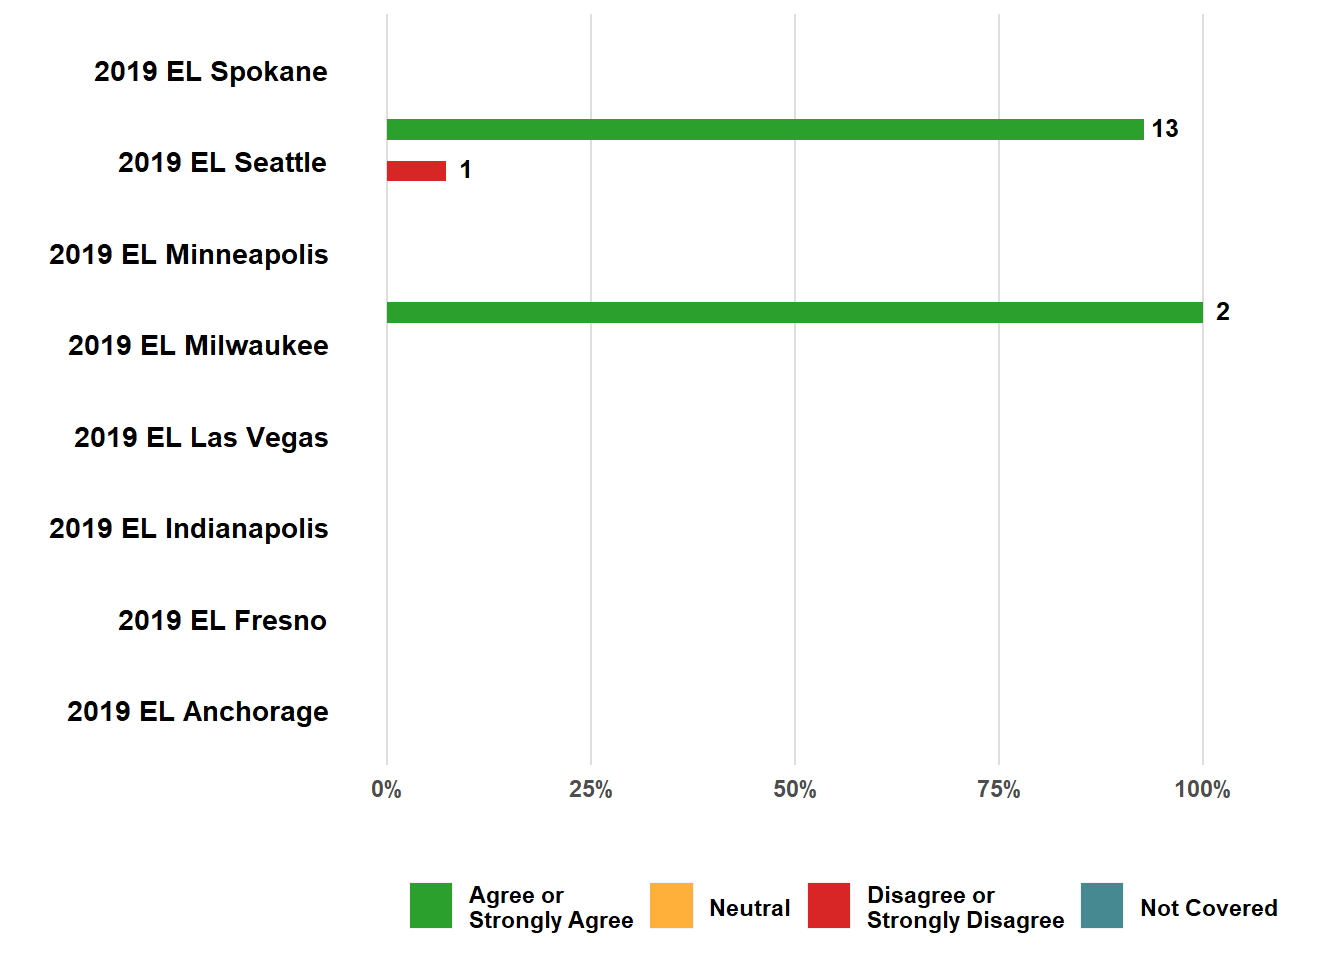 2019 EL Spokane
13
2019 EL Seattle
1
2019 EL Minneapolis
2
2019 EL Milwaukee
2019 EL Las Vegas
2019 EL Indianapolis
2019 EL Fresno
2019 EL Anchorage
0% 25% 50% 75% 100%
Agree or
Strongly Agree
Neutral
Disagree or
Strongly Disagree
Not Covered